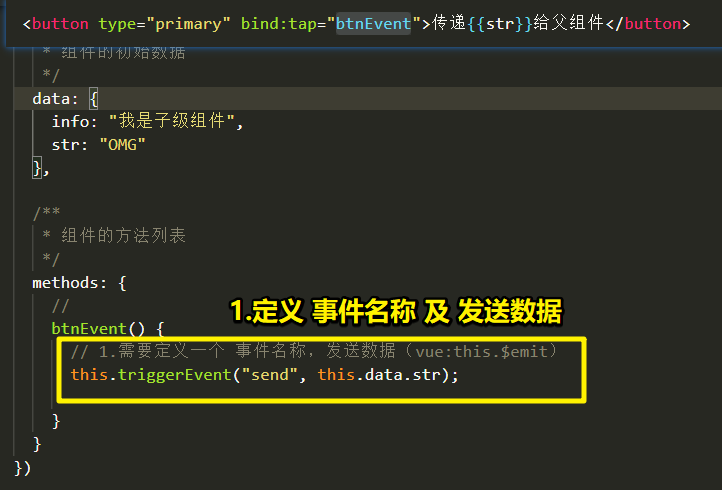 <button type="primary" bind:tap="btnEvent">传递{{str}}给父组件</button>
* 组件的初始数据
*/
data: {
info: "我是子级组件",
str: "OMG"
},
/**
* 组件的方法列表
*/
methods: {
//
1.定义 事件名称 及 发送数据
btnEvent() {
// 1.需要定义一个 事件名称，发送数据（vue:this.$emit）
this.triggerEvent("send", this.data.str);
}
}
})